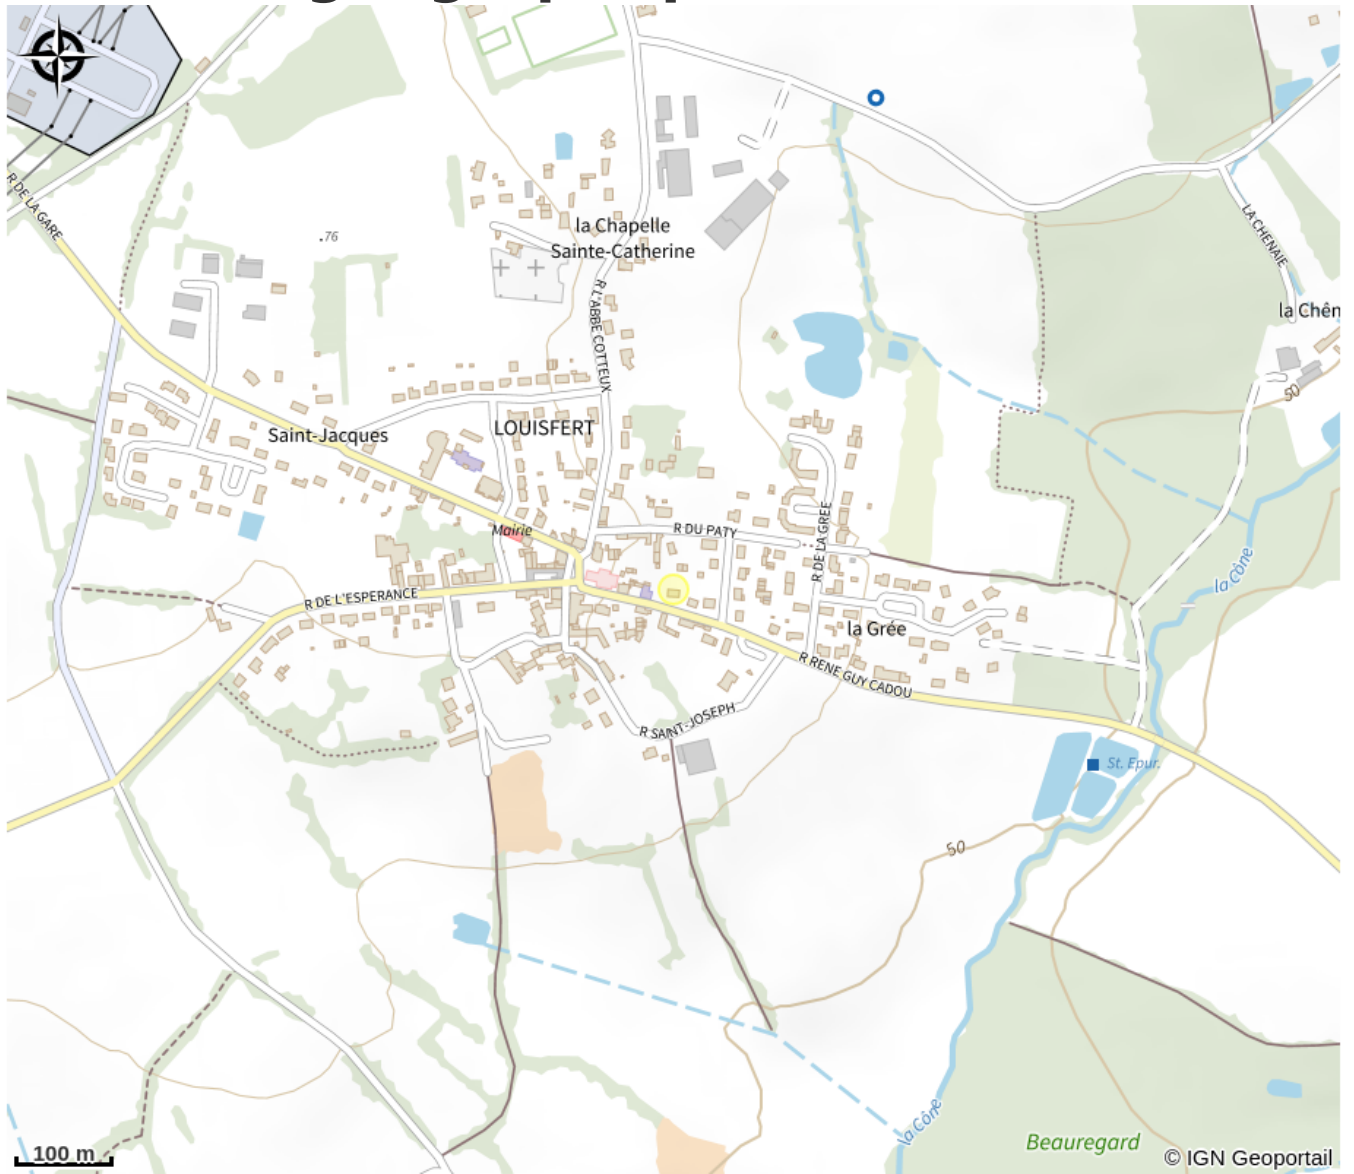 R DE LA GARE
.76
la Chapelle
Sainte-Catherine
LA CHENAIE
la Chên
R L'ABBE COTTEUX
50
Saint-Jacques
LOUISFERT
Mairie
R DU PATY
R DE LA GREE
la Cône
R DE L'ESPERANCE
la Grée
R RENE GUY CADOU
R SAINT-JOSEPH
St. Epur.
50
la Cône
Beauregard
100 m
© IGN Geoportail